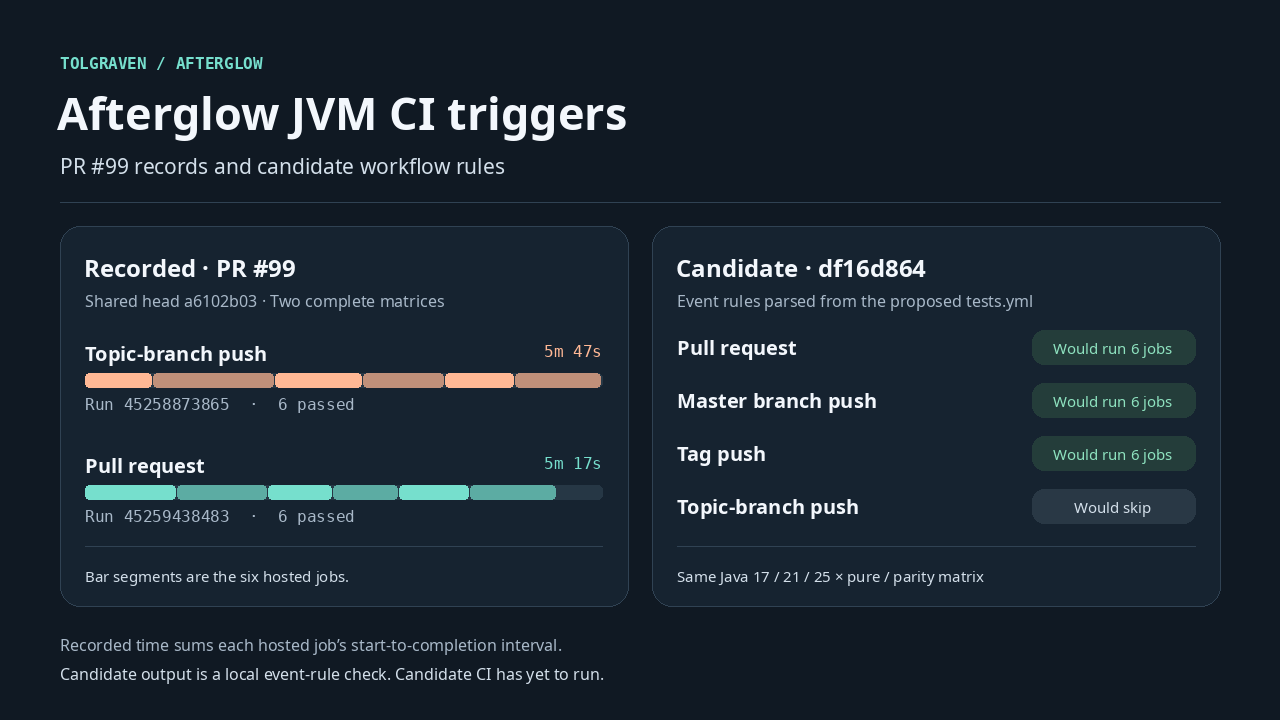 TOLGRAVEN / AFTERGLOW
Afterglow JVM CI triggers
PR #99 records and candidate workflow rules
Recorded · PR #99
Shared head a6102b03 · Two complete matrices
Topic-branch push
5m 47s
Run 45258873865 · 6 passed
Pull request
5m 17s
Run 45259438483 · 6 passed
Bar segments are the six hosted jobs.
Candidate · df16d864
Event rules parsed from the proposed tests.yml
Pull request
Would run 6 jobs
Master branch push
Would run 6 jobs
Tag push
Would run 6 jobs
Topic-branch push
Would skip
Same Java 17 / 21 / 25 × pure / parity matrix
Recorded time sums each hosted job’s start-to-completion interval.
Candidate output is a local event-rule check. Candidate CI has yet to run.